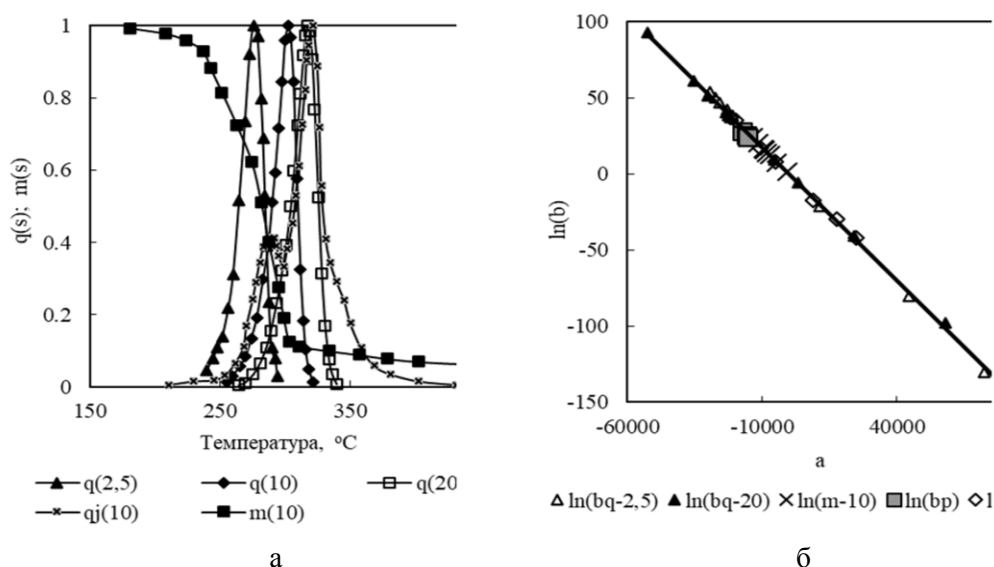 q(s); m(s)
1
0.8
0.6
0.4
0.2
0
150
250
350
Температура, °C
q(2,5)
q(10)
q(20
qj(10)
m(10)
а
ln(b)
100
50
0
-50
-100
-150
-60000
-10000
40000
a
ln(bq-2,5)
ln(bq-20)
ln(m-10)
ln(bp)
l
б